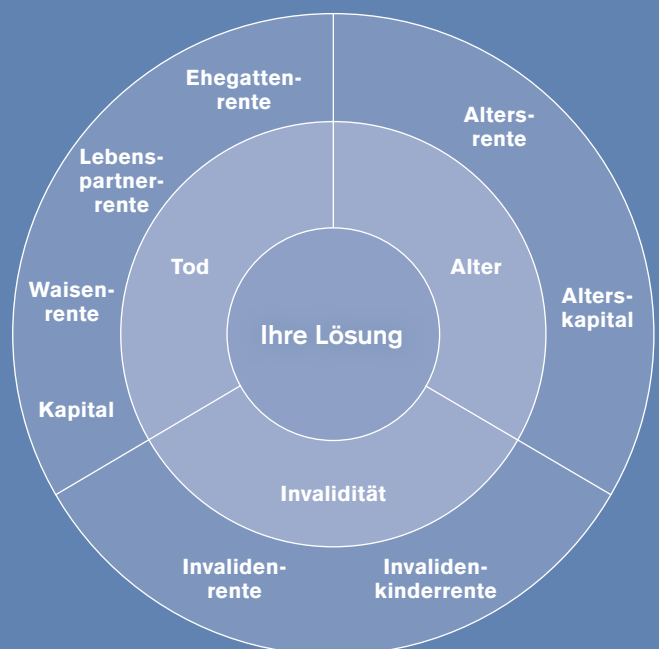 Ehegatten-
rente
Lebens-
partner-
rente
Waisen-
rente
Kapital
Tod
Alters-
rente
Alters-
kapital
Alter
Ihre Lösung
Invalidität
Invaliden-
rente
Invaliden-
kinderrente